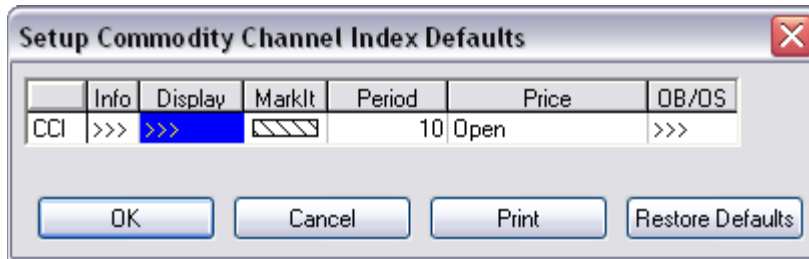 Setup Commodity Channel Index Defaults
Info Display MarkIt Period Price OB/OS
CCI >>> >>> 10 Open >>>
OK Cancel Print Restore Defaults